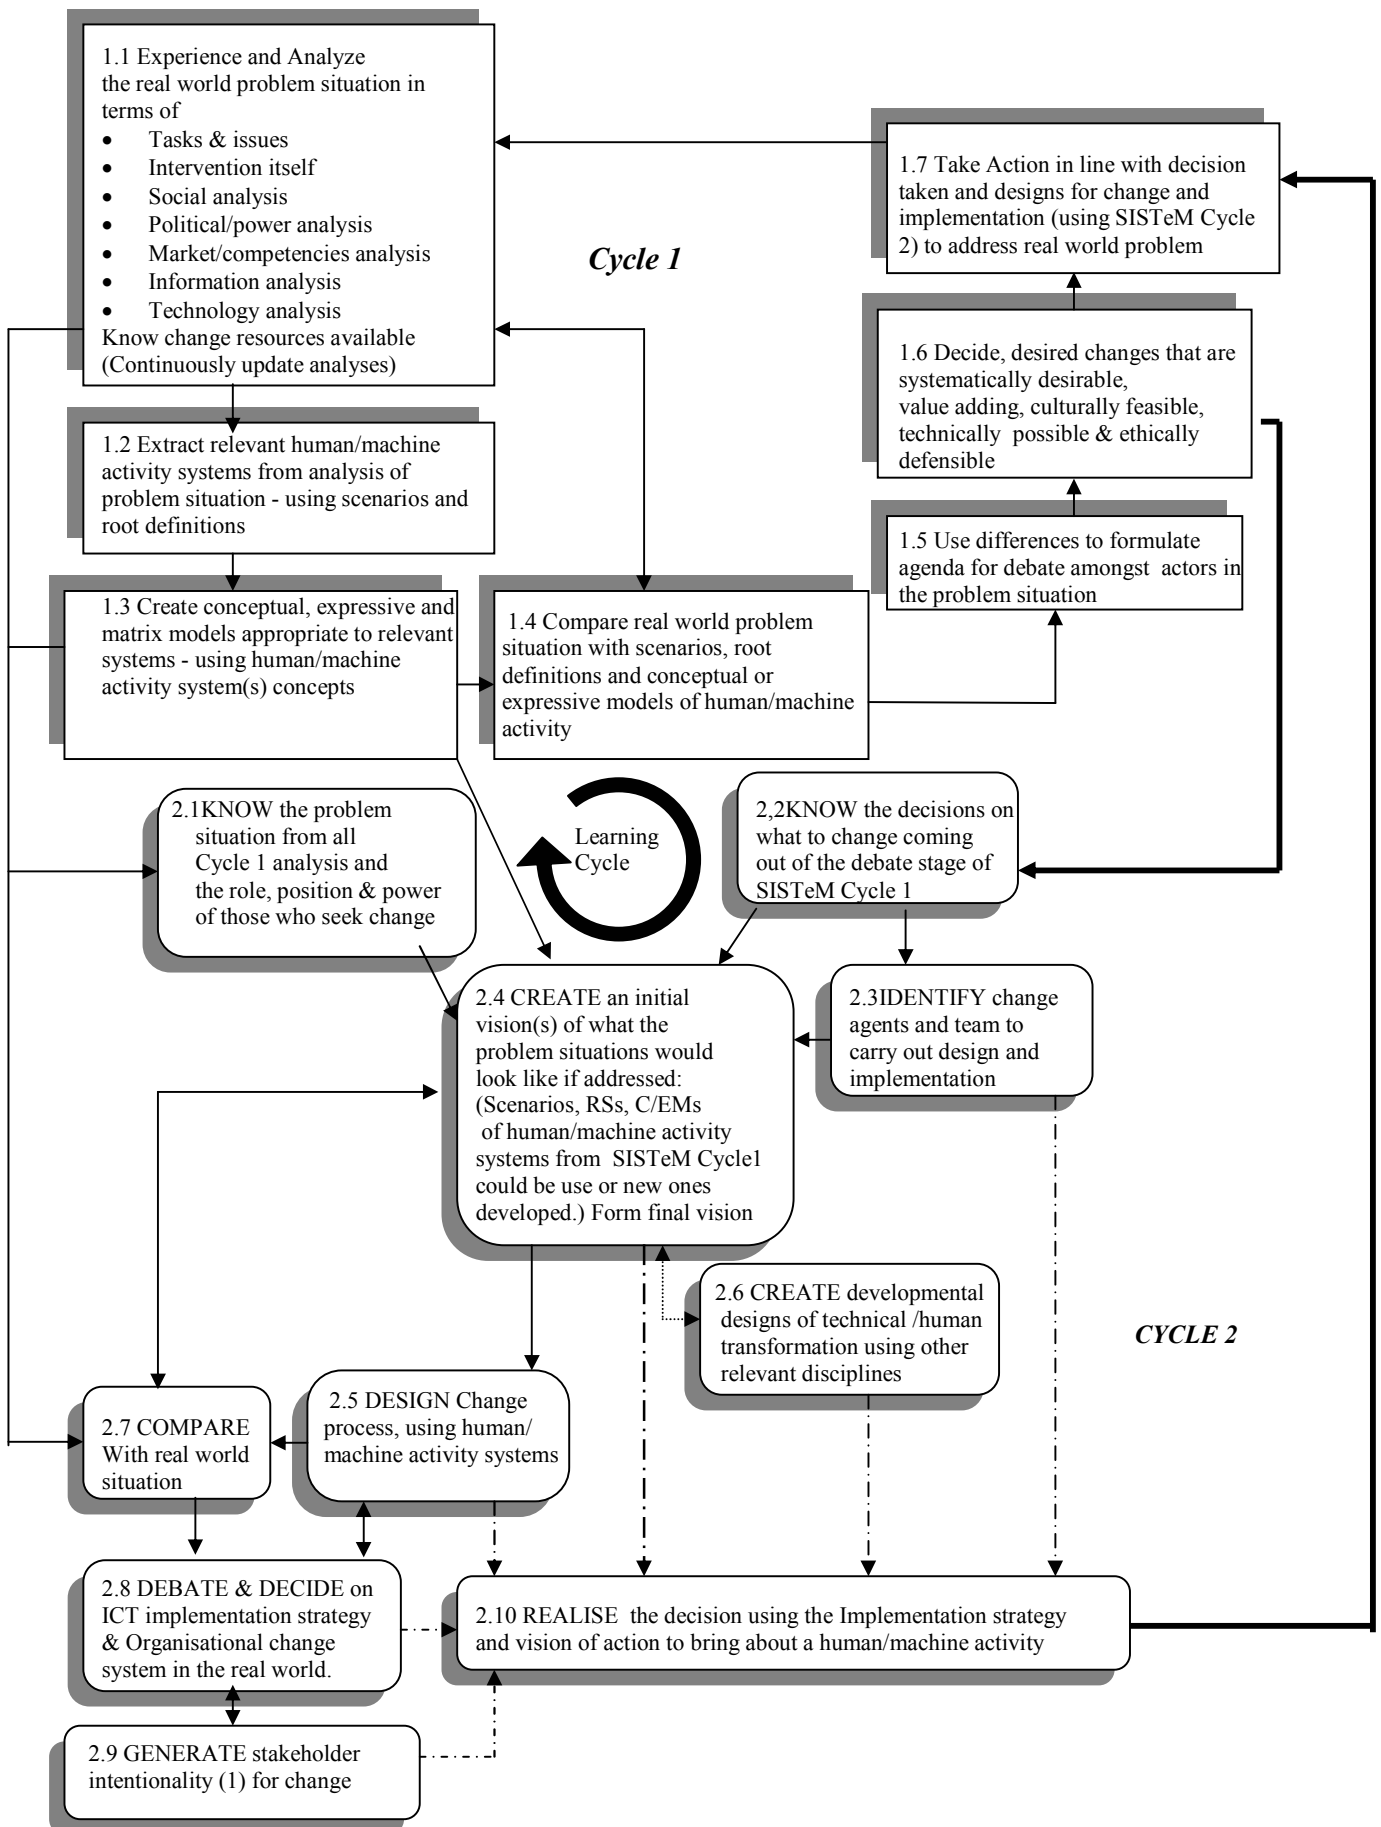 1.1 Experience and Analyze
the real world problem situation in
terms of
• Tasks & issues
• Intervention itself
• Social analysis
• Political/power analysis
• Market/competencies analysis
• Information analysis
• Technology analysis
Know change resources available
(Continuously update analyses)
Cycle 1
1.7 Take Action in line with decision
taken and designs for change and
implementation (using SISTeM Cycle
2) to address real world problem
1.6 Decide, desired changes that are
systematically desirable,
value adding, culturally feasible,
technically possible & ethically
defensible
1.2 Extract relevant human/machine
activity systems from analysis of
problem situation - using scenarios and
root definitions
1.5 Use differences to formulate
agenda for debate amongst actors in
the problem situation
1.3 Create conceptual, expressive and
matrix models appropriate to relevant
systems - using human/machine
activity system(s) concepts
1.4 Compare real world problem
situation with scenarios, root
definitions and conceptual or
expressive models of human/machine
activity
2.1KNOW the problem
situation from all
Cycle 1 analysis and
the role, position & power
of those who seek change
Learning
Cycle
2,2KNOW the decisions on
what to change coming
out of the debate stage of
SISTeM Cycle 1
2.4 CREATE an initial
vision(s) of what the
problem situations would
look like if addressed:
(Scenarios, RSs, C/EMs
of human/machine activity
systems from SISTeM Cycle1
could be use or new ones
developed.) Form final vision
2.3IDENTIFY change
agents and team to
carry out design and
implementation
2.6 CREATE developmental
designs of technical /human
transformation using other
relevant disciplines
CYCLE 2
2.7 COMPARE
With real world
situation
2.5 DESIGN Change
process, using human/
machine activity systems
2.8 DEBATE & DECIDE on
ICT implementation strategy
& Organisational change
system in the real world.
2.10 REALISE the decision using the Implementation strategy
and vision of action to bring about a human/machine activity
2.9 GENERATE stakeholder
intentionality (1) for change